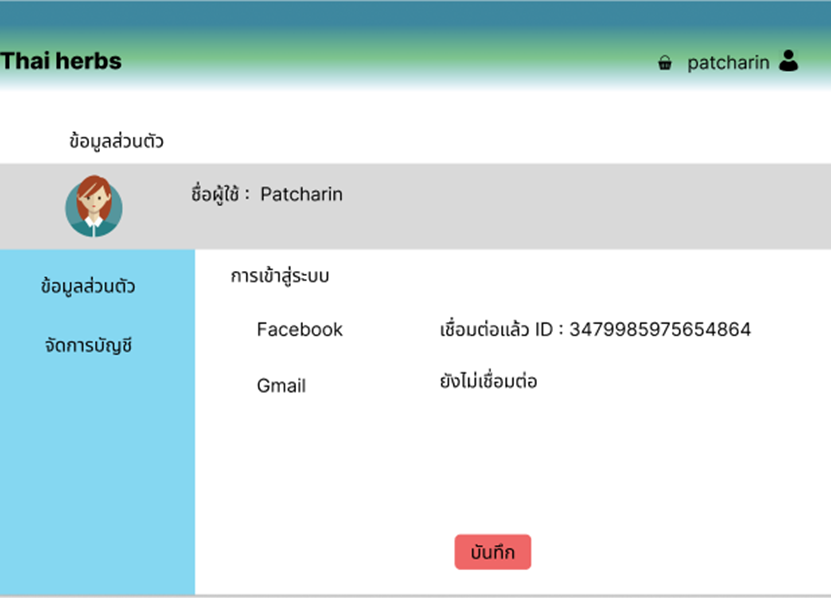 Thai herbs
patcharin
ข้อมูลส่วนตัว
ชื่อผู้ใช้ : Patcharin
ข้อมูลส่วนตัว
จัดการบัญชี
การเข้าสู่ระบบ
Facebook เชื่อมต่อแล้ว ID : 3479985975654864
Gmail ยังไม่เชื่อมต่อ
บันทึก